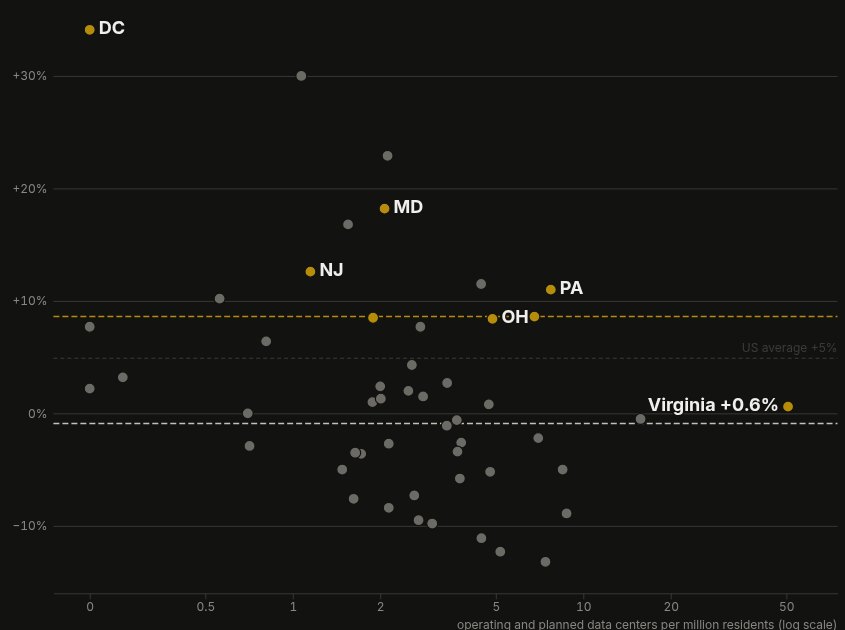 DC
+30%
+20%
MD
NJ
PA
+10%
OH
US average +5%
Virginia +0.6%
0%
−10%
0 0.5 1 2 5 10 20 50
operating and planned data centers per million residents (log scale)